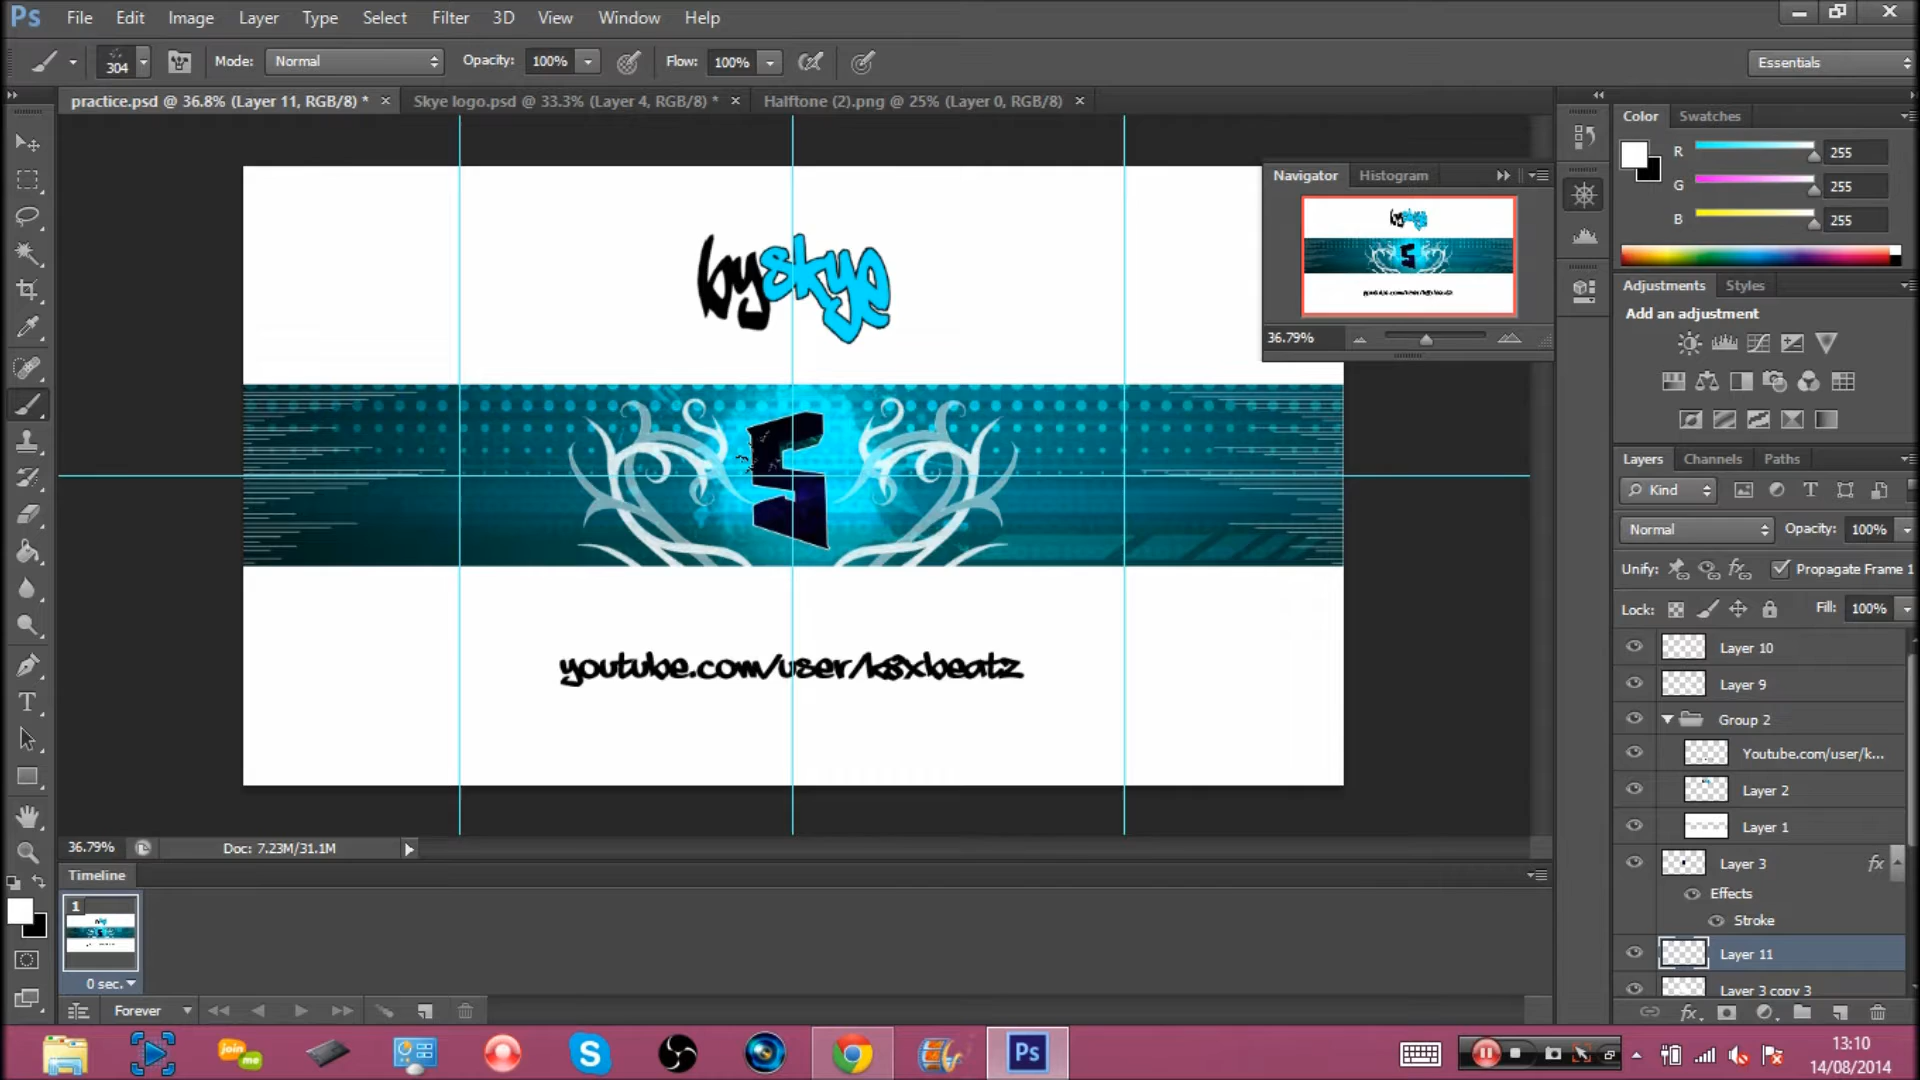 Ps File Edit Image Layer Type Select Filter 3D View Window Help
304 Mode: Normal Opacity: 100% Flow: 100% Essentials
practice.psd @ 36.8% (Layer 11, RGB/8) * × Skye logo.psd @ 33.3% (Layer 4, RGB/8) * × Halftone (2).png @ 25% (Layer 0, RGB/8) ×
Color Swatches
R 255
G 255
B 255
Navigator Histogram
36.79%
Adjustments Styles
Add an adjustment
byskye
S
youtube.com/user/k8xbeatz
Layers Channels Paths
Kind
Normal Opacity: 100%
Unify: Propagate Frame 1
Lock: Fill: 100%
Layer 10
Layer 9
Group 2
Youtube.com/user/k...
Layer 2
Layer 1
Layer 3 fx
Effects
Stroke
Layer 11
Layer 3 copy 3
36.79% Doc: 7.23M/31.1M
Timeline
1
0 sec.
Forever
join me
Ps
13:10
14/08/2014